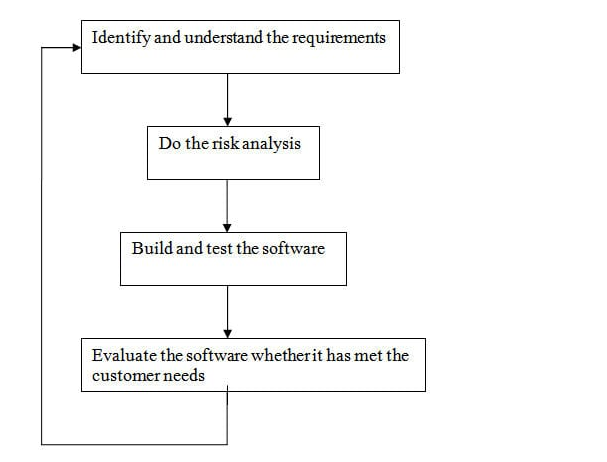 Identify and understand the requirements
Do the risk analysis
Build and test the software
Evaluate the software whether it has met the
customer needs